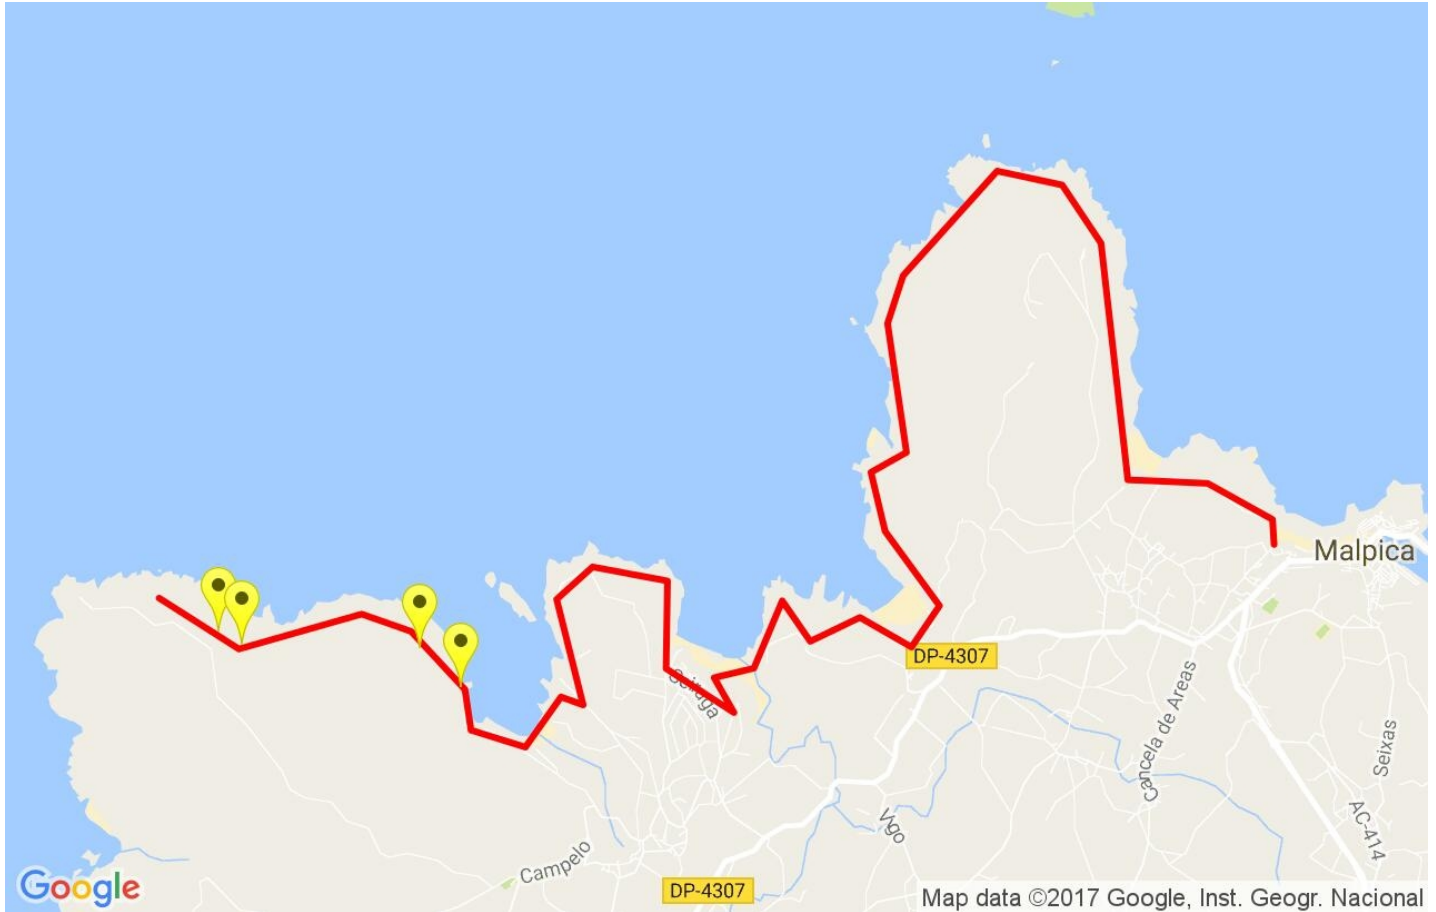 Malpica
DP-4307
Seiruga
Cancela de Areas
Seixas
AC-414
Vigo
Campelo
DP-4307
Google
Map data ©2017 Google, Inst. Geogr. Nacional